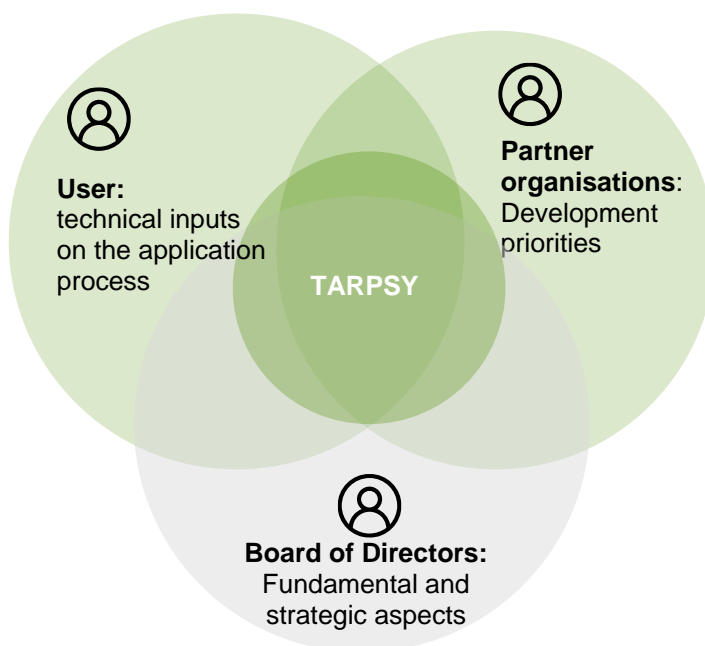 User:
technical inputs
on the application
process
Partner
organisations:
Development
priorities
TARPSY
Board of Directors:
Fundamental and
strategic aspects